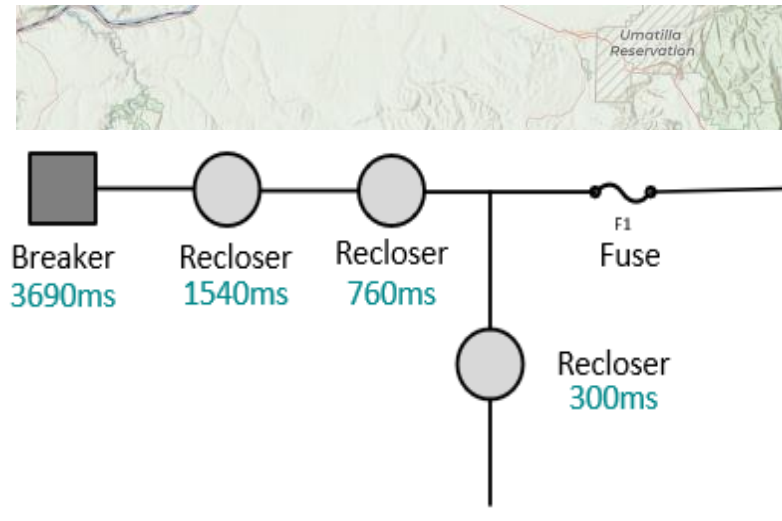 Umatilla
Reservation
Breaker
3690ms
Recloser
1540ms
Recloser
760ms
F1
Fuse
Recloser
300ms